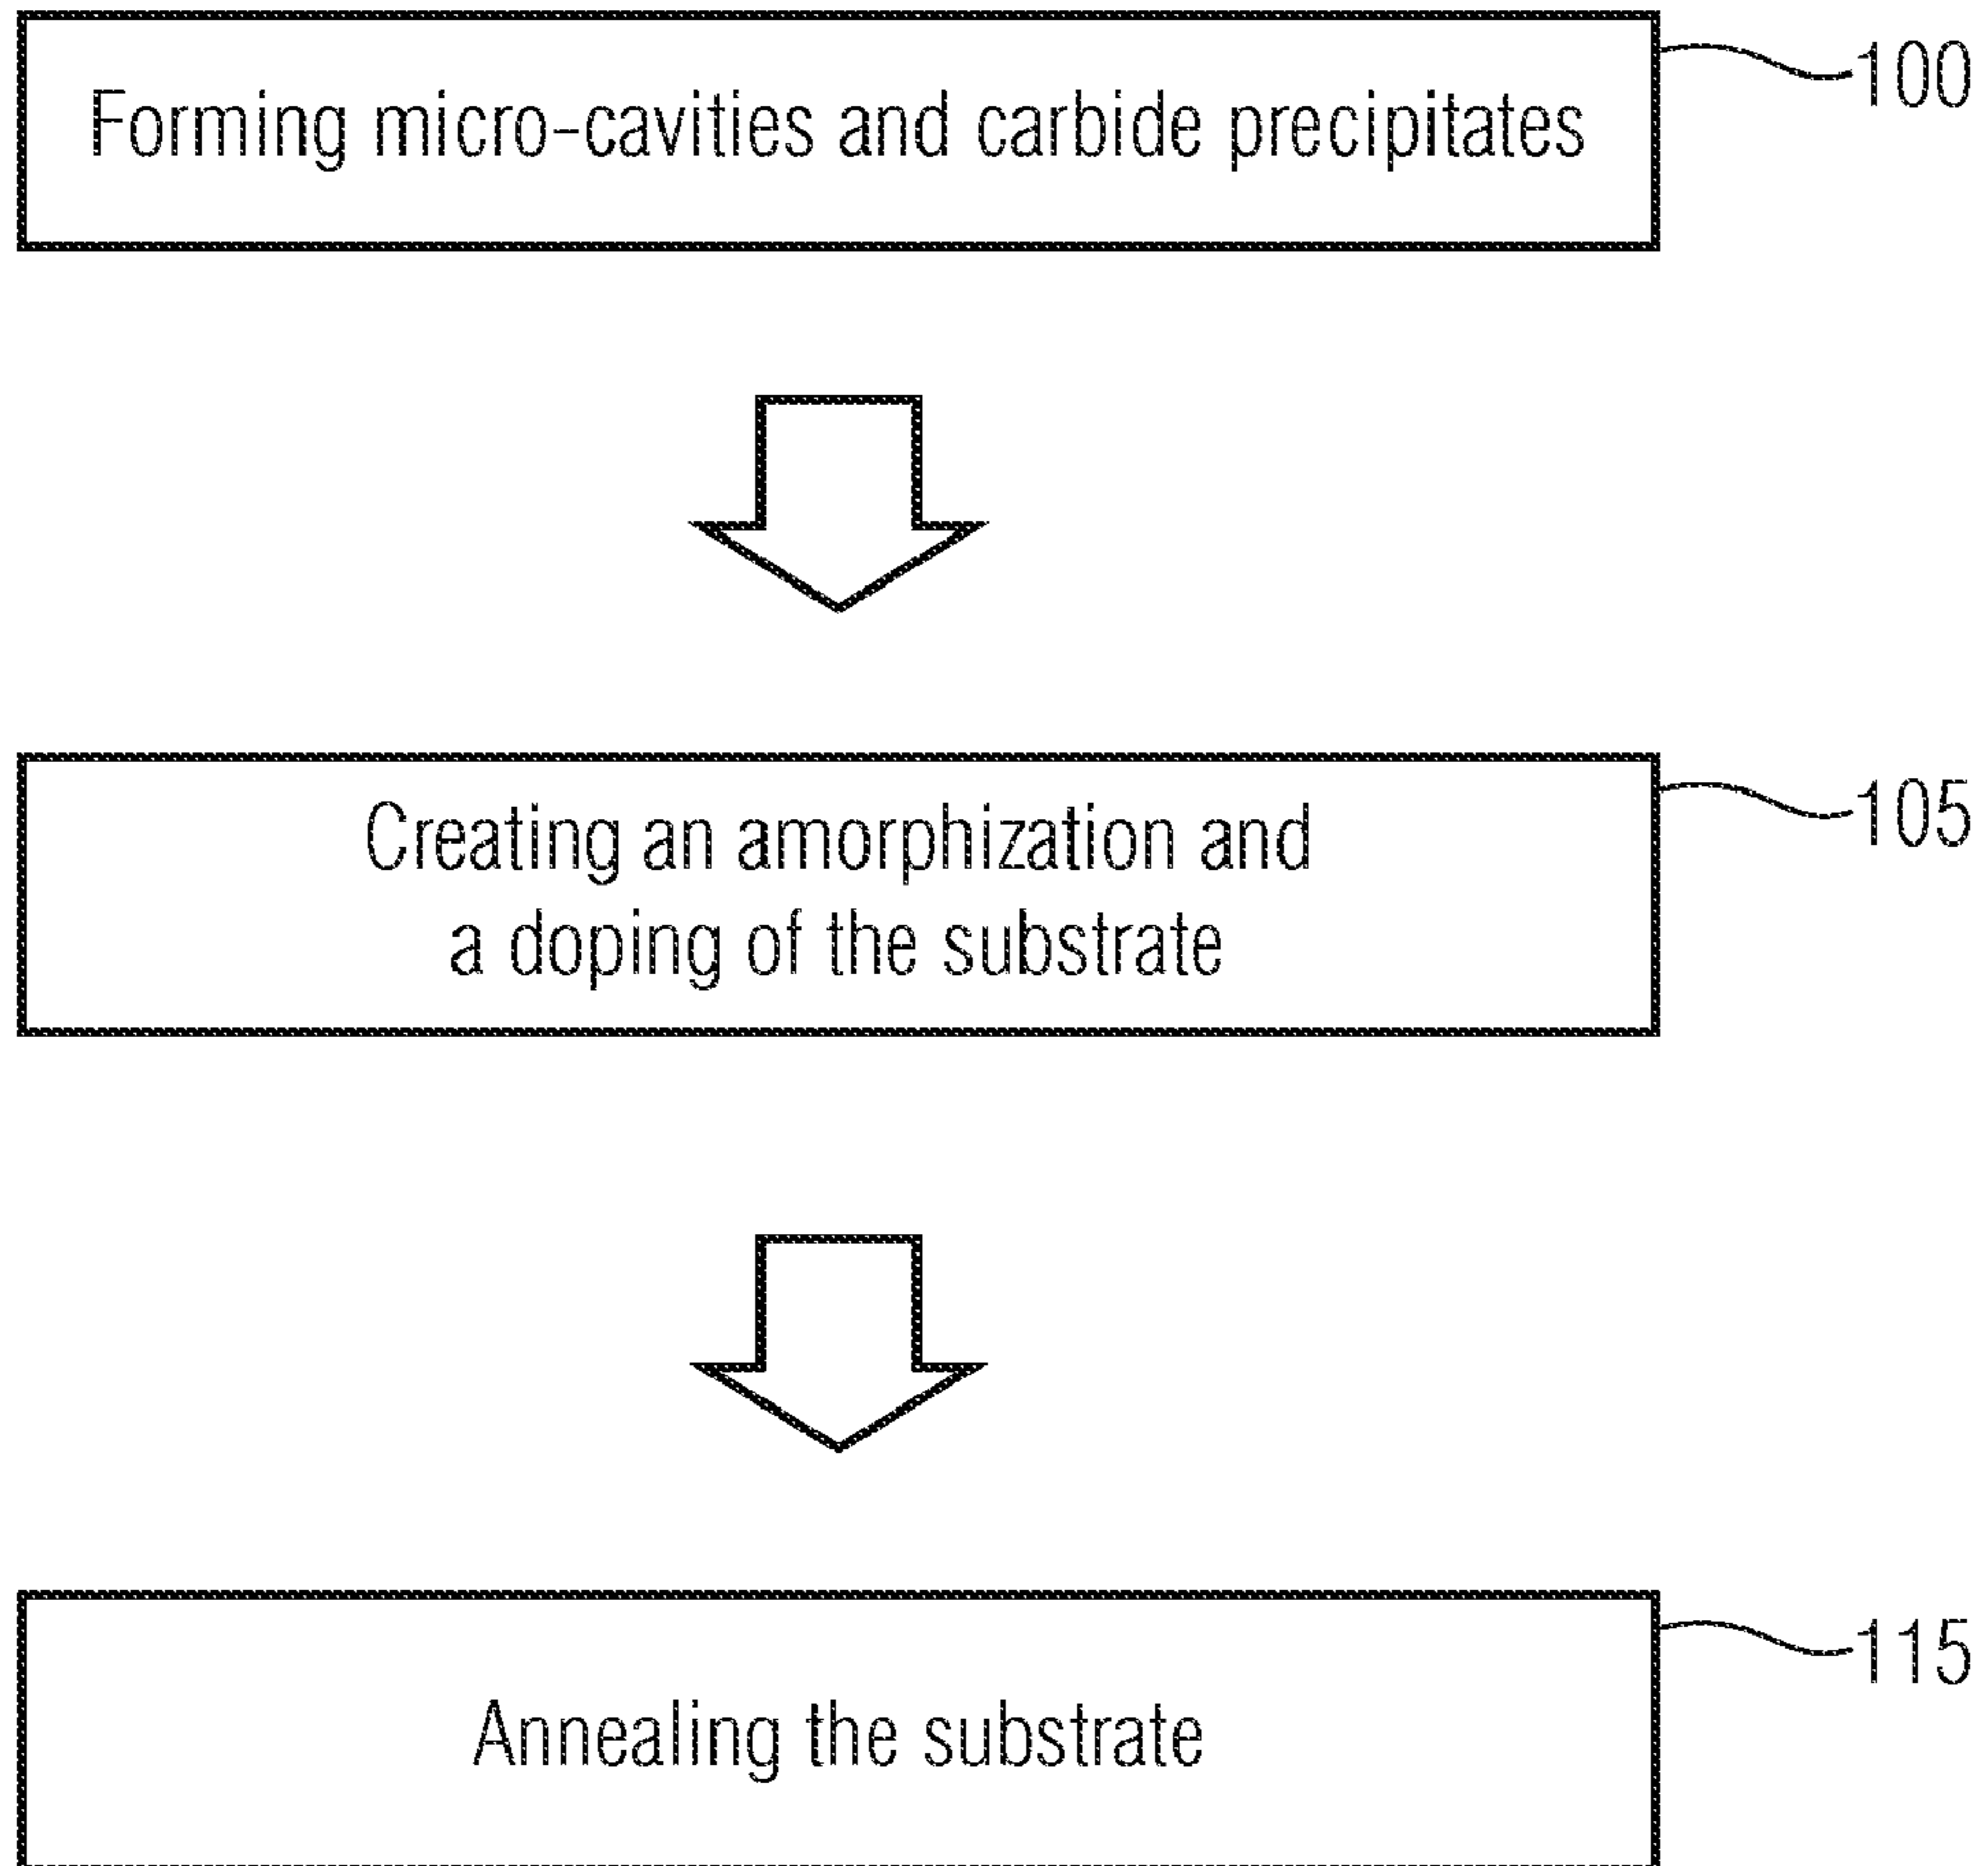 Forming micro-cavities and carbide precipitates
100
Creating an amorphization and
a doping of the substrate
105
Annealing the substrate
115